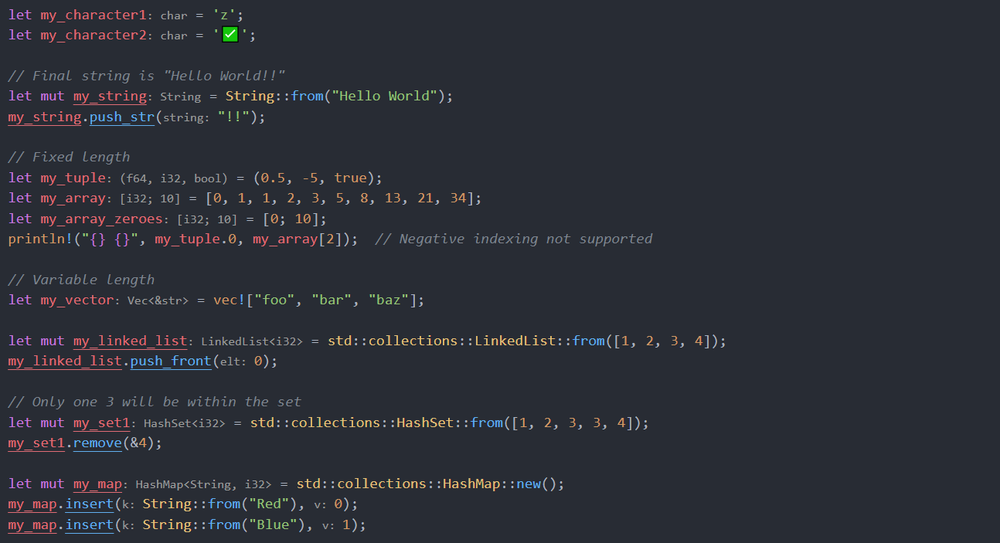 let my_character1: char = 'z';
let my_character2: char = '✅';
// Final string is "Hello World!!"
let mut my_string: String = String::from("Hello World");
my_string.push_str(string: "!!");
// Fixed length
let my_tuple: (f64, i32, bool) = (0.5, -5, true);
let my_array: [i32; 10] = [0, 1, 1, 2, 3, 5, 8, 13, 21, 34];
let my_array_zeroes: [i32; 10] = [0; 10];
println!("{} {}", my_tuple.0, my_array[2]);  // Negative indexing not supported
// Variable length
let my_vector: Vec<&str> = vec!["foo", "bar", "baz"];
let mut my_linked_list: LinkedList<i32> = std::collections::LinkedList::from([1, 2, 3, 4]);
my_linked_list.push_front(elt: 0);
// Only one 3 will be within the set
let mut my_set1: HashSet<i32> = std::collections::HashSet::from([1, 2, 3, 3, 4]);
my_set1.remove(&4);
let mut my_map: HashMap<String, i32> = std::collections::HashMap::new();
my_map.insert(k: String::from("Red"), v: 0);
my_map.insert(k: String::from("Blue"), v: 1);